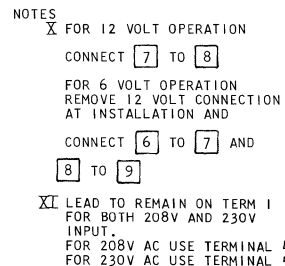 NOTES
X FOR 12 VOLT OPERATION
CONNECT 7 TO 8
FOR 6 VOLT OPERATION
REMOVE 12 VOLT CONNECTION
AT INSTALLATION AND
CONNECT 6 TO 7 AND
8 TO 9
XI LEAD TO REMAIN ON TERM 1
FOR BOTH 208V AND 230V
INPUT.
FOR 208V AC USE TERMINAL
FOR 230V AC USE TERMINAL